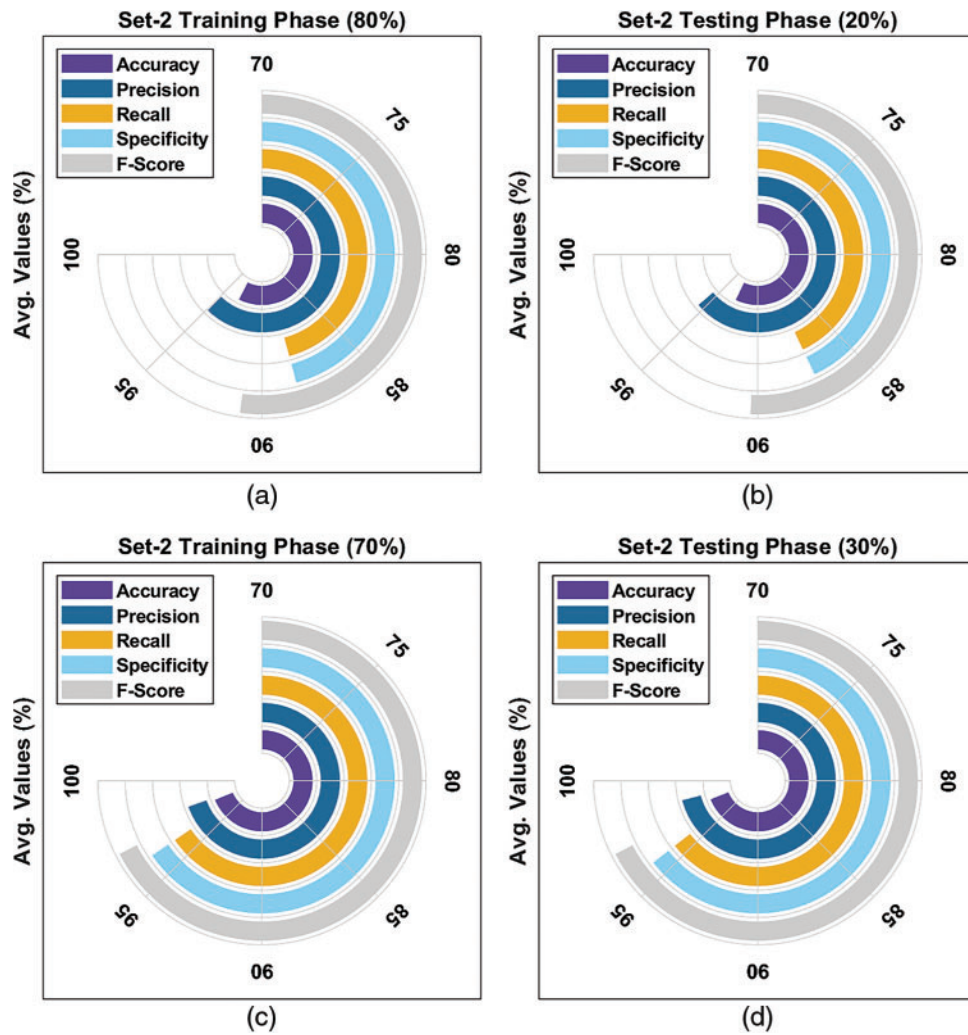 Set-2 Training Phase (80%)
Accuracy
Precision
Recall
Specificity
F-Score
70
75
80
85
90
95
100
Avg. Values (%)
(a)
Set-2 Testing Phase (20%)
Accuracy
Precision
Recall
Specificity
F-Score
70
75
80
85
90
95
100
Avg. Values (%)
(b)
Set-2 Training Phase (70%)
Accuracy
Precision
Recall
Specificity
F-Score
70
75
80
85
90
95
100
Avg. Values (%)
(c)
Set-2 Testing Phase (30%)
Accuracy
Precision
Recall
Specificity
F-Score
70
75
80
85
90
95
100
Avg. Values (%)
(d)